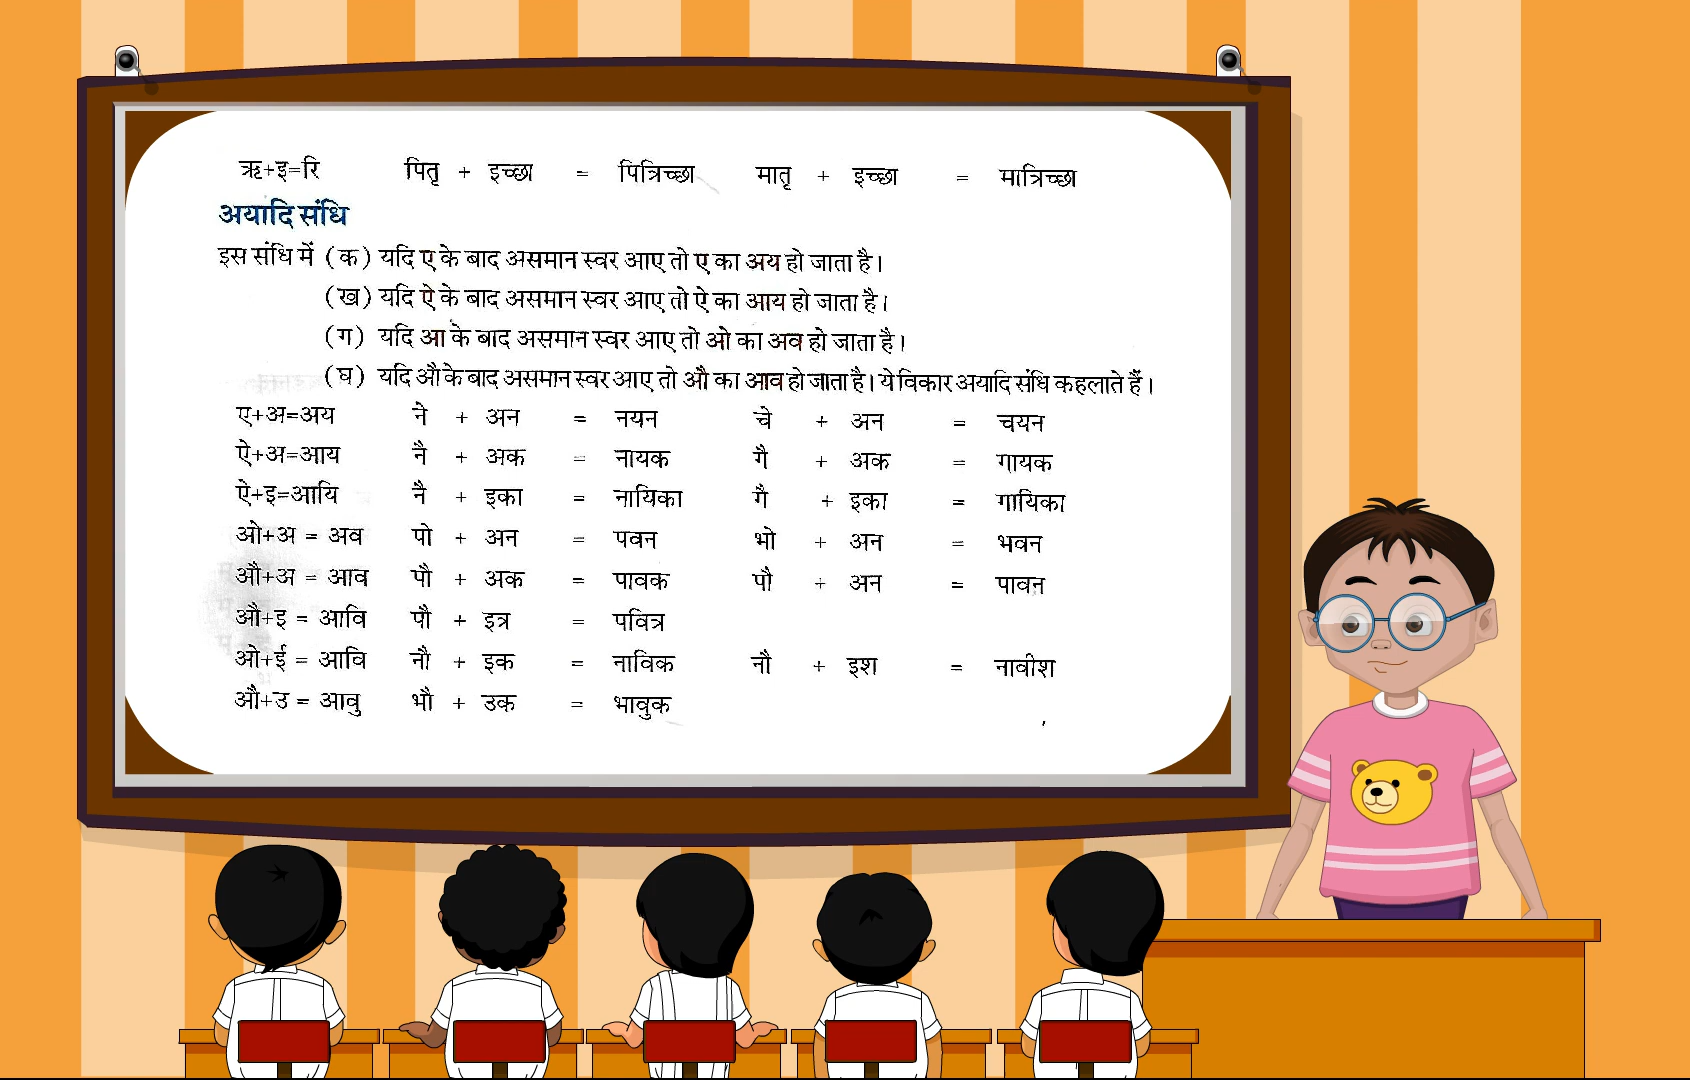 ऋ+इ=रि पितृ + इच्छा = पित्रिच्छा मातृ + इच्छा = मात्रिच्छा
अयादि संधि
इस संधि में (क) यदि ए के बाद असमान स्वर आए तो ए का अय हो जाता है।
(ख) यदि ऐ के बाद असमान स्वर आए तो ऐ का आय हो जाता है।
(ग) यदि आ के बाद असमान स्वर आए तो ओ का अव हो जाता है।
(घ) यदि औ के बाद असमान स्वर आए तो औ का आव हो जाता है। ये विकार अयादि संधि कहलाते हैं।
ए+अ=अय ने + अन = नयन चे + अन = चयन
ऐ+अ=आय नै + अक = नायक गै + अक = गायक
ऐ+इ=आयि नै + इका = नायिका गै + इका = गायिका
ओ+अ = अव पो + अन = पवन भो + अन = भवन
औ+अ = आव पौ + अक = पावक पौ + अन = पावन
औ+इ = आवि पौ + इत्र = पवित्र
ओ+ई = आवि नौ + इक = नाविक नौ + इश = नावीश
औ+उ = आवु भौ + उक = भावुक